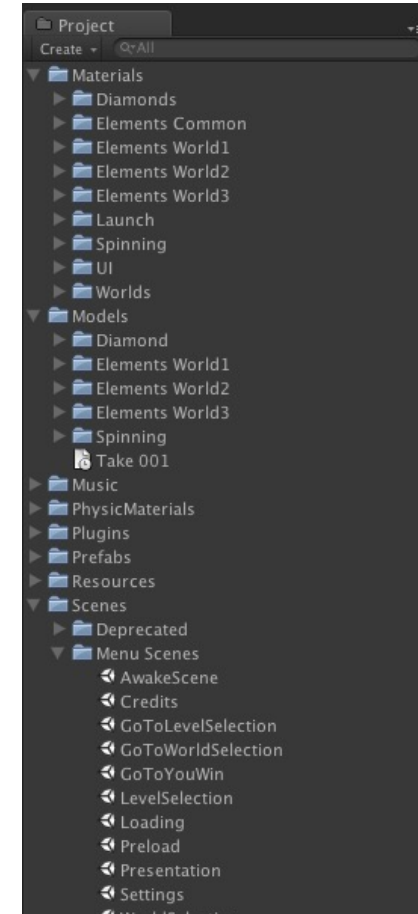 Project
Create
All
Materials
Diamonds
Elements Common
Elements World1
Elements World2
Elements World3
Launch
Spinning
UI
Worlds
Models
Diamond
Elements World1
Elements World2
Elements World3
Spinning
Take 001
Music
PhysicMaterials
Plugins
Prefabs
Resources
Scenes
Deprecated
Menu Scenes
AwakeScene
Credits
GoToLevelSelection
GoToWorldSelection
GoToYouWin
LevelSelection
Loading
Preload
Presentation
Settings